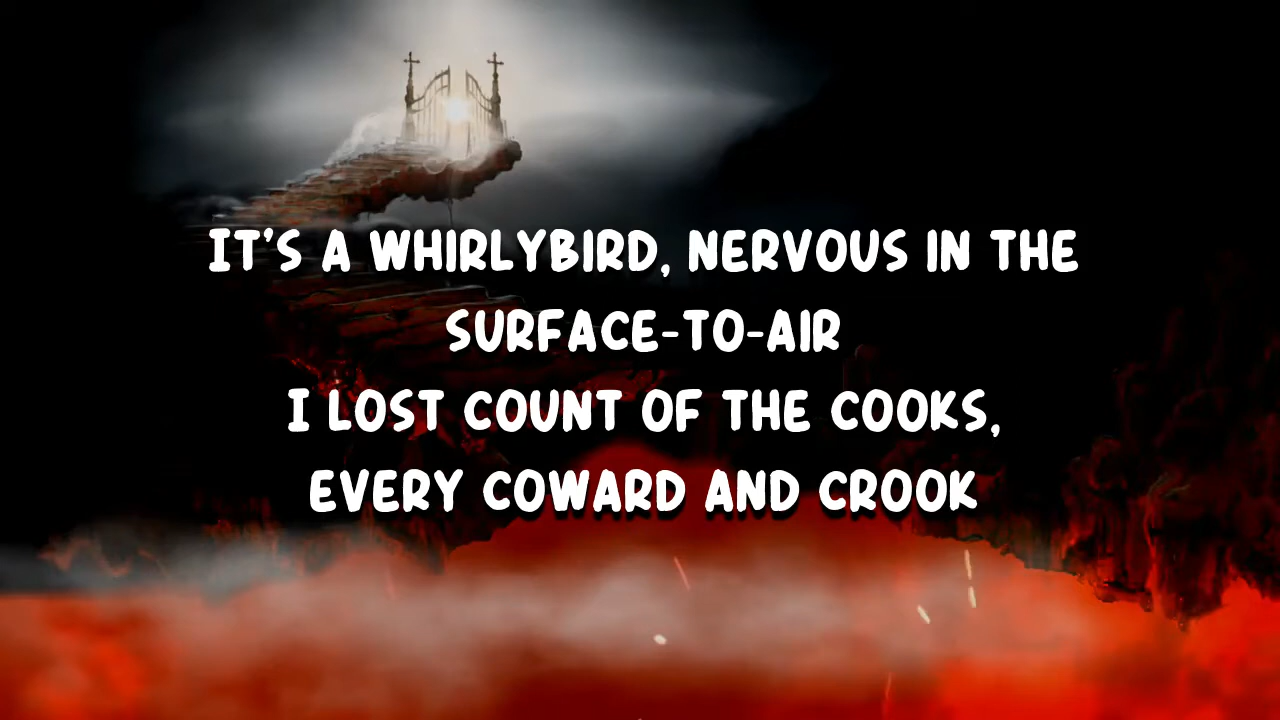 IT'S A WHIRLYBIRD, NERVOUS IN THE
SURFACE-TO-AIR
I LOST COUNT OF THE COOKS,
EVERY COWARD AND CROOK